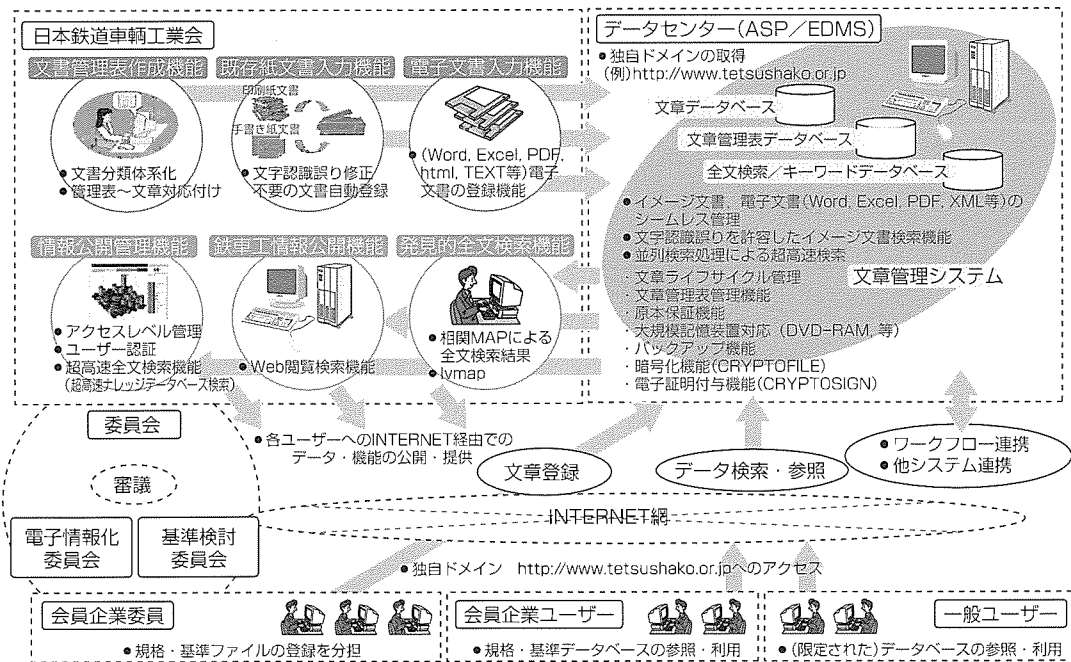 日本鉄道車輌工業会
文書管理表作成機能
既存紙文書入力機能
電子文書入力機能
印刷紙文書
手書き紙文書
● 文書分類体系化
● 管理表～文章対応付け
● 文字認識誤り修正
不要の文書自動登録
● (Word, Excel, PDF,
html, TEXT等)電子
文書の登録機能
情報公開管理機能
鉄車工情報公開機能
発見的全文検索機能
● アクセスレベル管理
● ユーザー認証
● 超高速全文検索機能
(超高速ナレッジデータベース検索)
● Web閲覧検索機能
● 相関MAPによる
全文検索結果
● Ivmap
データセンター(ASP／EDMS)
● 独自ドメインの取得
(例)http://www.tetsushako.or.jp
文章データベース
文章管理表データベース
全文検索／キーワードデータベース
● イメージ文書、電子文書(Word, Excel, PDF, XML等)の
シームレス管理
● 文字認識誤りを許容したイメージ文書検索機能
● 並列検索処理による超高速検索
・文章ライフサイクル管理
・文章管理表管理機能
・原本保証機能
・大規模記憶装置対応 (DVD-RAM, 等)
・バックアップ機能
・暗号化機能(CRYPTOFILE)
・電子証明付与機能(CRYPTOSIGN)
文章管理システム
委員会
審議
電子情報化
委員会
基準検討
委員会
● 各ユーザーへのINTERNET経由での
データ・機能の公開・提供
文章登録
データ検索・参照
● ワークフロー連携
● 他システム連携
INTERNET網
● 独自ドメイン http://www.tetsushako.or.jpへのアクセス
会員企業委員
● 規格・基準ファイルの登録を分担
会員企業ユーザー
● 規格・基準データベースの参照・利用
一般ユーザー
● (限定された)データベースの参照・利用